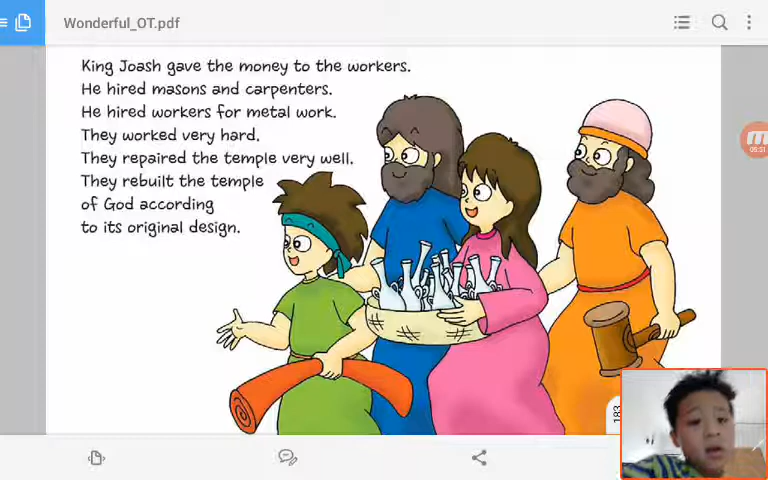 Wonderful_OT.pdf
King Joash gave the money to the workers.
He hired masons and carpenters.
He hired workers for metal work.
They worked very hard.
They repaired the temple very well.
They rebuilt the temple
of God according
to its original design.
05:51
183